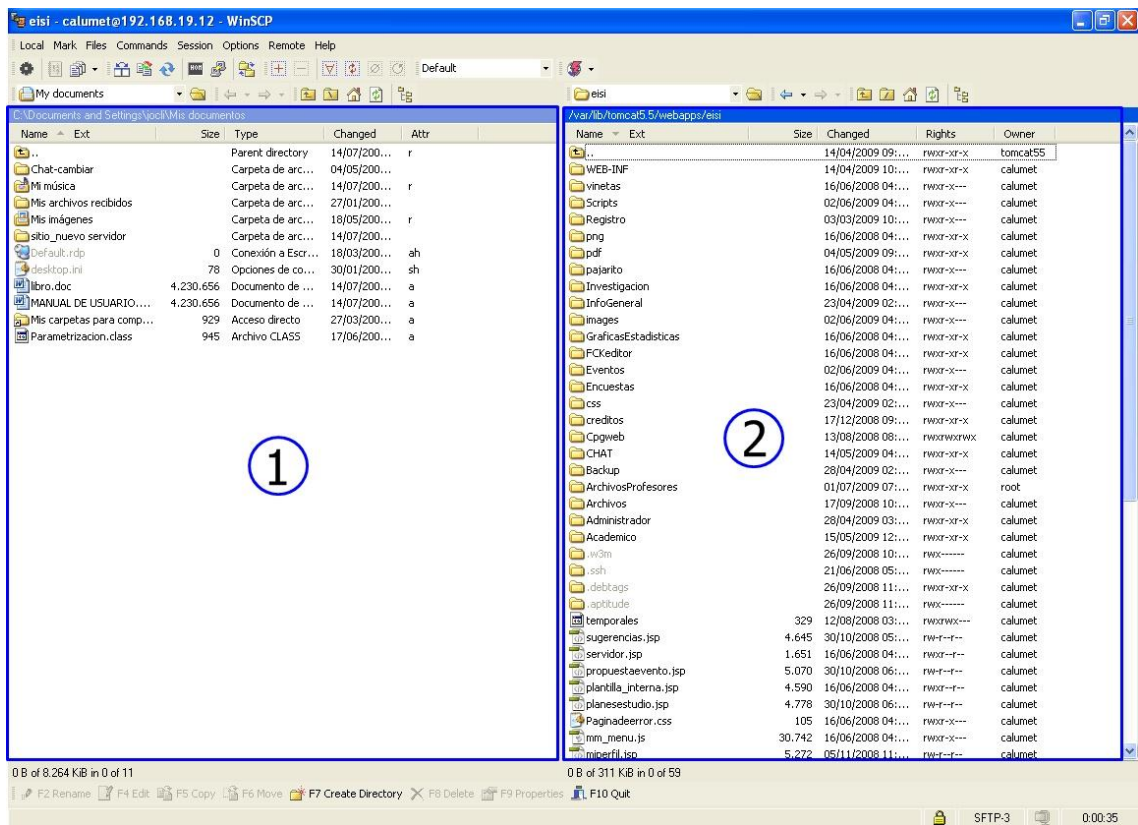 eisi - calumet@192.168.19.12 - WinSCP
Local Mark Files Commands Session Options Remote Help
Default
My documents
eisi
C:\Documents and Settings\jocli\Mis documentos
Name Ext Size Type Changed Attr
.. Parent directory 14/07/200... r
Chat-cambiar Carpeta de arc... 04/05/200...
Mi música Carpeta de arc... 14/07/200... r
Mis archivos recibidos Carpeta de arc... 27/01/200...
Mis imágenes Carpeta de arc... 18/05/200... r
sitio_nuevo servidor Carpeta de arc... 14/07/200...
Default.rdp 0 Conexión a Escr... 18/03/200... ah
desktop.ini 78 Opciones de co... 30/01/200... sh
libro.doc 4.230.656 Documento de ... 14/07/200... a
MANUAL DE USUARIO.... 4.230.656 Documento de ... 14/07/200... a
Mis carpetas para comp... 929 Acceso directo 27/03/200... a
Parametrizacion.class 945 Archivo CLASS 17/06/200... a
1
0 B of 8.264 KiB in 0 of 11
/var/lib/tomcat5.5/webapps/eisi
Name Ext Size Changed Rights Owner
.. 14/04/2009 09:... rwxr-xr-x tomcat55
WEB-INF 14/04/2009 10:... rwxr-xr-x calumet
vinetas 16/06/2008 04:... rwxr-x--- calumet
Scripts 02/06/2009 04:... rwxr-x--- calumet
Registro 03/03/2009 10:... rwxr-xr-x calumet
png 16/06/2008 04:... rwxr-xr-x calumet
pdf 04/05/2009 09:... rwxr-xr-x calumet
pajarito 16/06/2008 04:... rwxr-x--- calumet
Investigacion 16/06/2008 04:... rwxr-xr-x calumet
InfoGeneral 23/04/2009 02:... rwxr-x--- calumet
images 02/06/2009 04:... rwxr-x--- calumet
GraficasEstadisticas 16/06/2008 04:... rwxr-xr-x calumet
FCKeditor 16/06/2008 04:... rwxr-xr-x calumet
Eventos 02/06/2009 04:... rwxr-x--- calumet
Encuestas 16/06/2008 04:... rwxr-xr-x calumet
css 23/04/2009 02:... rwxr-x--- calumet
creditos 17/12/2008 09:... rwxr-xr-x calumet
Cpgweb 13/08/2008 08:... rwxrwxrwx calumet
CHAT 14/05/2009 04:... rwxr-xr-x calumet
Backup 28/04/2009 02:... rwxr-x--- calumet
ArchivosProfesores 01/07/2009 07:... rwxr-xr-x root
Archivos 17/09/2008 10:... rwxr-xr-x calumet
Administrador 28/04/2009 03:... rwxr-xr-x calumet
Academico 15/05/2009 12:... rwxr-xr-x calumet
.w3m 26/09/2008 10:... rwx------ calumet
.ssh 21/06/2008 05:... rwx------ calumet
.debtags 26/09/2008 11:... rwxr-xr-x calumet
.aptitude 26/09/2008 11:... rwx------ calumet
temporales 329 12/08/2008 03:... rwxrwx--- calumet
sugerencias.jsp 4.645 30/10/2008 05:... rw-r--r-- calumet
servidor.jsp 1.651 16/06/2008 04:... rwxr--r-- calumet
propuestaevento.jsp 5.070 30/10/2008 06:... rw-r--r-- calumet
plantilla_interna.jsp 4.590 16/06/2008 04:... rwxr--r-- calumet
planesestudio.jsp 4.778 30/10/2008 06:... rw-r--r-- calumet
Paginadeerror.css 105 16/06/2008 04:... rwxr-x--- calumet
mm_menu.js 30.742 16/06/2008 04:... rwxr-x--- calumet
miperfil.jsp 5.272 05/11/2008 11:... rw-r--r-- calumet
2
0 B of 311 KiB in 0 of 59
F2 Rename F4 Edit F5 Copy F6 Move F7 Create Directory F8 Delete F9 Properties F10 Quit
SFTP-3 0:00:35